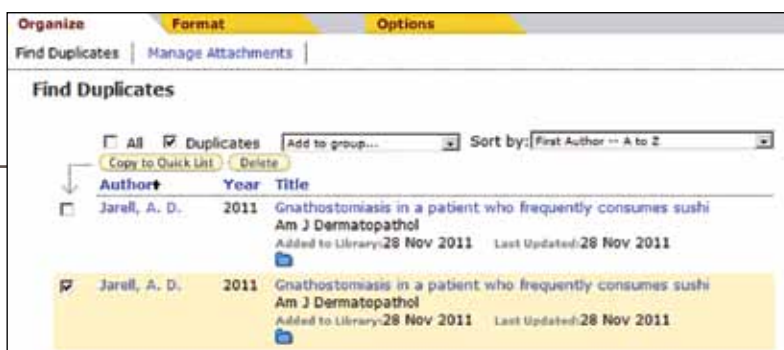 Organize Format Options
Find Duplicates Manage Attachments
Find Duplicates
All Duplicates Add to group... Sort by: First Author -- A to Z
Copy to Quick List Delete
Author Year Title
Jarell, A. D. 2011 Gnathostomiasis in a patient who frequently consumes sushi
Am J Dermatopathol
Added to Library:28 Nov 2011 Last Updated:28 Nov 2011
Jarell, A. D. 2011 Gnathostomiasis in a patient who frequently consumes sushi
Am J Dermatopathol
Added to Library:28 Nov 2011 Last Updated:28 Nov 2011